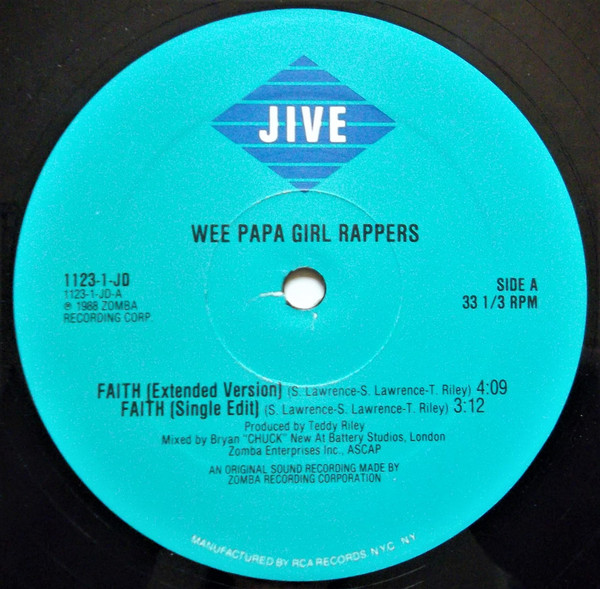 JIVE
WEE PAPA GIRL RAPPERS
1123-1-JD
1123-1-JD-A
℗ 1988 ZOMBA
RECORDING CORP.
SIDE A
33 1/3 RPM
FAITH (Extended Version) (S. Lawrence-S. Lawrence-T. Riley) 4:09
FAITH (Single Edit) (S. Lawrence-S. Lawrence-T. Riley) 3:12
Produced by Teddy Riley
Mixed by Bryan "CHUCK" New At Battery Studios, London
Zomba Enterprises Inc., ASCAP
AN ORIGINAL SOUND RECORDING MADE BY
ZOMBA RECORDING CORPORATION
MANUFACTURED BY RCA RECORDS N.Y.C. NY